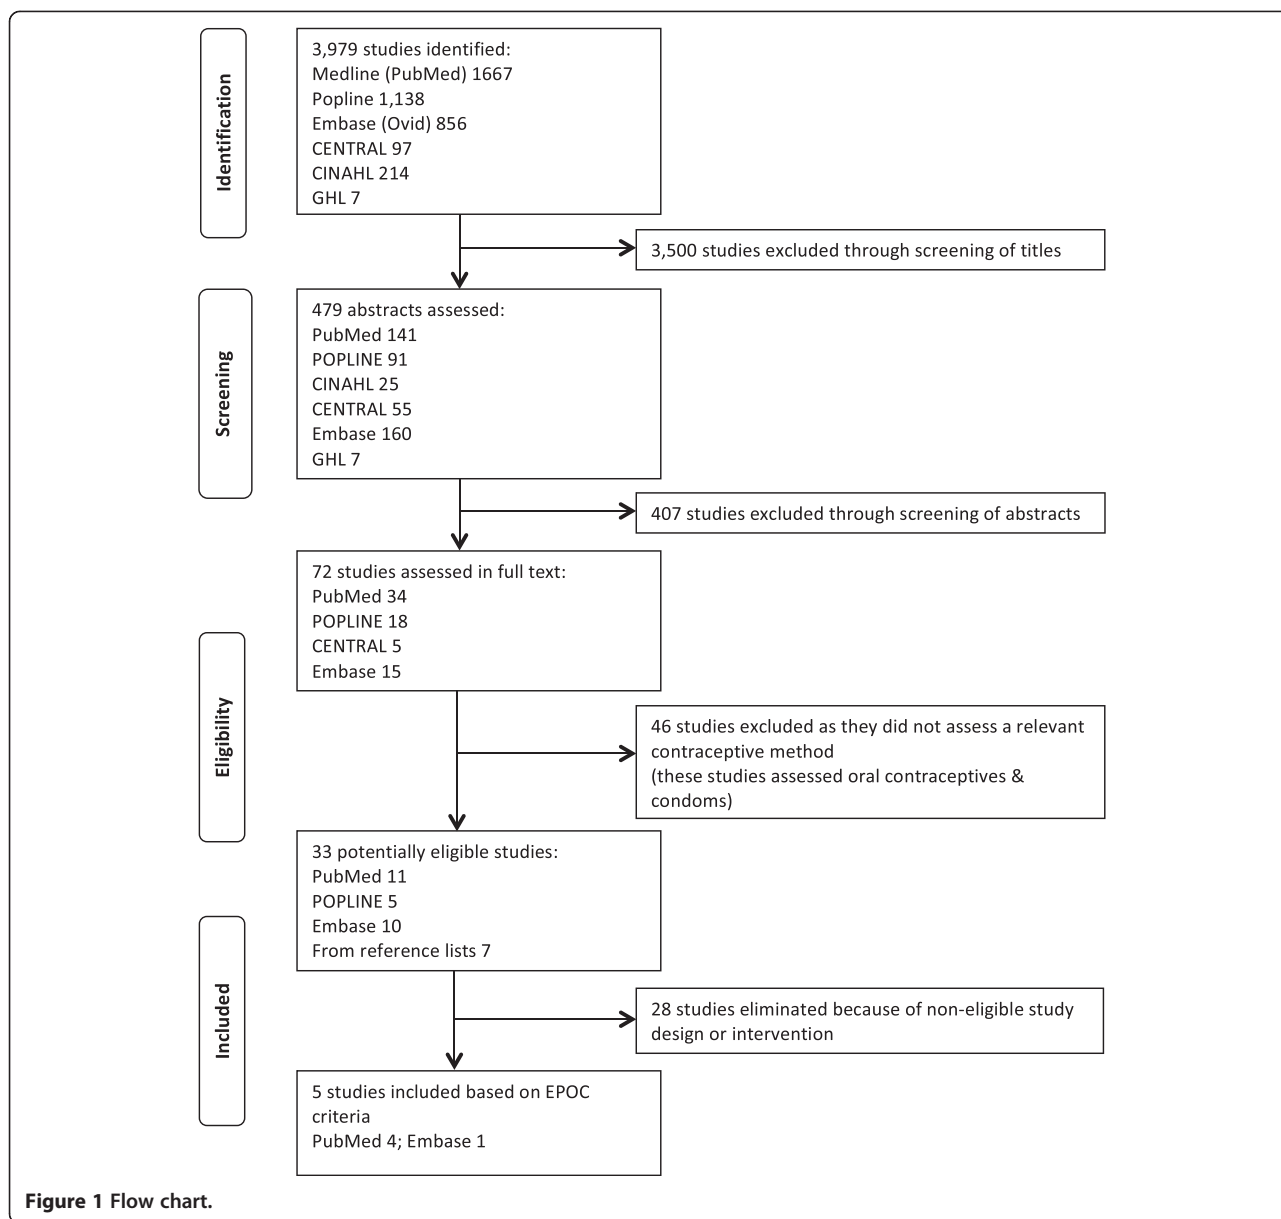 Identification
3,979 studies identified:
Medline (PubMed) 1667
Popline 1,138
Embase (Ovid) 856
CENTRAL 97
CINAHL 214
GHL 7
3,500 studies excluded through screening of titles
Screening
479 abstracts assessed:
PubMed 141
POPLINE 91
CINAHL 25
CENTRAL 55
Embase 160
GHL 7
407 studies excluded through screening of abstracts
Eligibility
72 studies assessed in full text:
PubMed 34
POPLINE 18
CENTRAL 5
Embase 15
46 studies excluded as they did not assess a relevant
contraceptive method
(these studies assessed oral contraceptives &
condoms)
33 potentially eligible studies:
PubMed 11
POPLINE 5
Embase 10
From reference lists 7
Included
28 studies eliminated because of non-eligible study
design or intervention
5 studies included based on EPOC
criteria
PubMed 4; Embase 1
Figure 1 Flow chart.